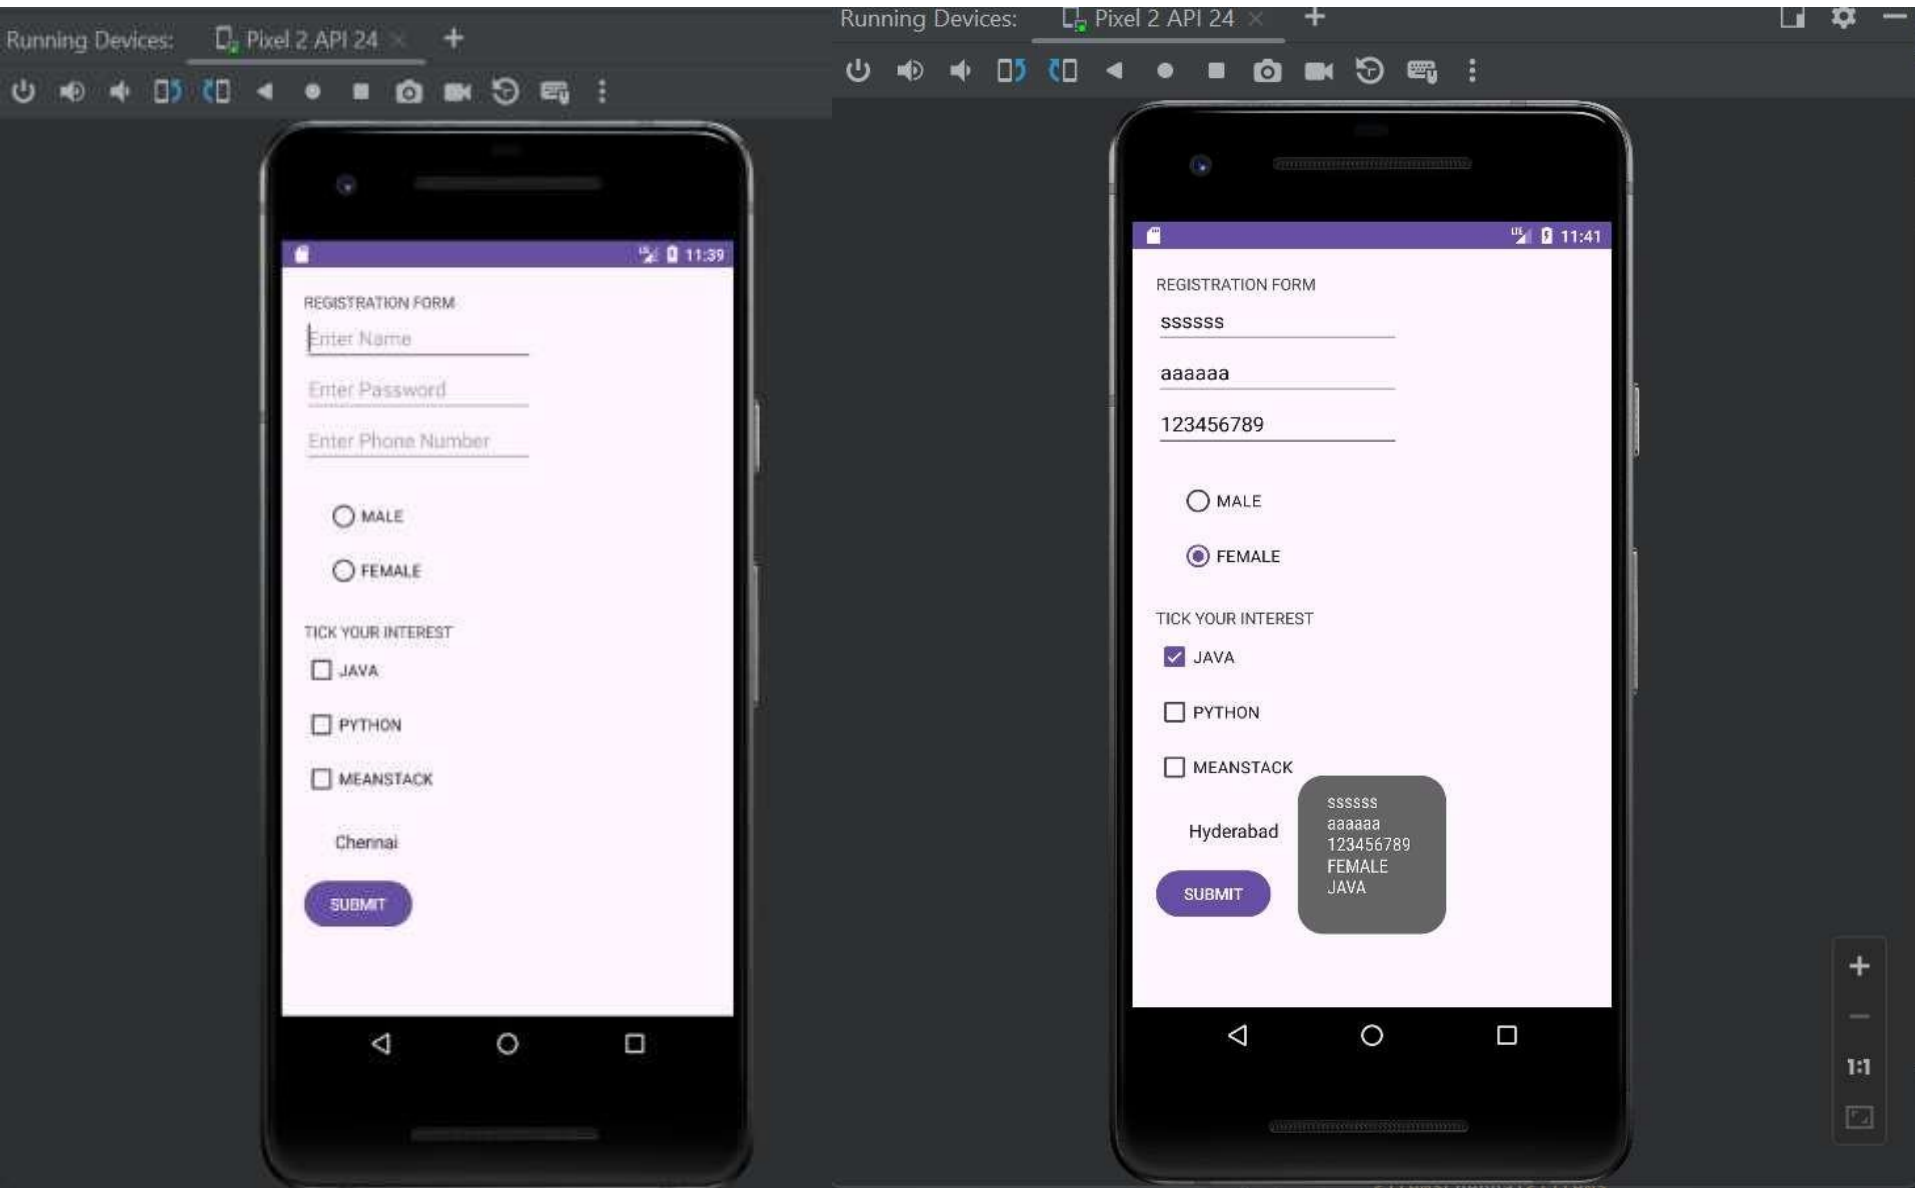 Running Devices: Pixel 2 API 24
11:39
REGISTRATION FORM
Enter Name
Enter Password
Enter Phone Number
MALE
FEMALE
TICK YOUR INTEREST
JAVA
PYTHON
MEANSTACK
Chennai
SUBMIT
Running Devices: Pixel 2 API 24
LTE 11:41
REGISTRATION FORM
ssssss
aaaaaa
123456789
MALE
FEMALE
TICK YOUR INTEREST
JAVA
PYTHON
MEANSTACK
Hyderabad
SUBMIT
ssssss
aaaaaa
123456789
FEMALE
JAVA
1:1